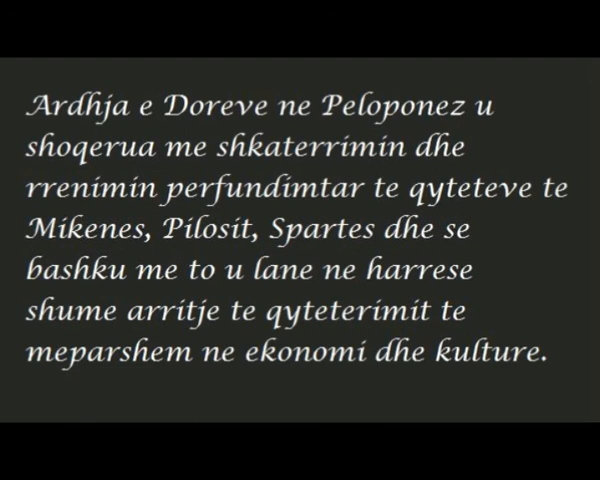 Ardhja e Doreve ne Peloponez u
shoqerua me shkaterrimin dhe
rrenimin perfundimtar te qyteteve te
Mikenes, Pilosit, Spartes dhe se
bashku me to u lane ne harrese
shume arritje te qyteterimit te
meparshem ne ekonomi dhe kulture.